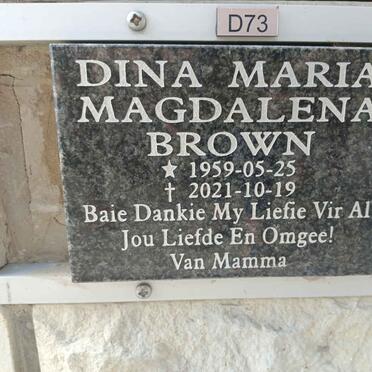 D73
DINA MARIA
MAGDALENA
BROWN
★ 1959-05-25
† 2021-10-19
Baie Dankie My Liefie Vir Al
Jou Liefde En Omgee!
Van Mamma